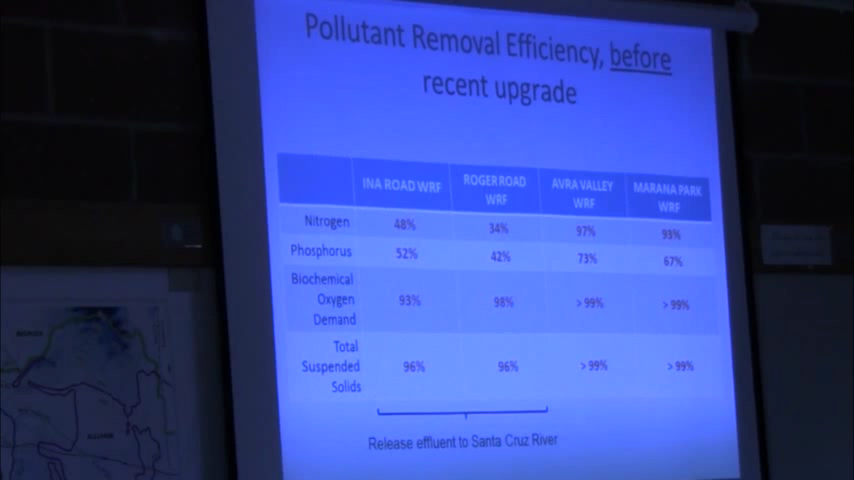 Pollutant Removal Efficiency, before
recent upgrade
INA ROAD WRF
ROGER ROAD
WRF
AVRA VALLEY
WRF
MARANA PARK
WRF
Nitrogen 48% 34% 97% 93%
Phosphorus 52% 42% 73% 67%
Biochemical
Oxygen
Demand
93% 98% > 99% > 99%
Total
Suspended
Solids
96% 96% > 99% > 99%
Release effluent to Santa Cruz River